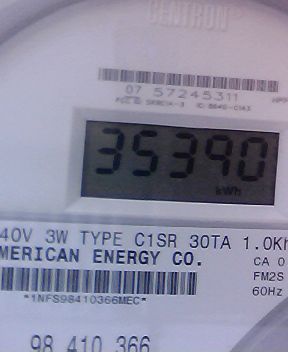 CENTRON®
07 57245311
35390
kWh
40V 3W TYPE C1SR 30TA 1.0Kh
MERICAN ENERGY CO.
CA 0
FM2S
60Hz
*1NFS98410366MEC*
98 410 366